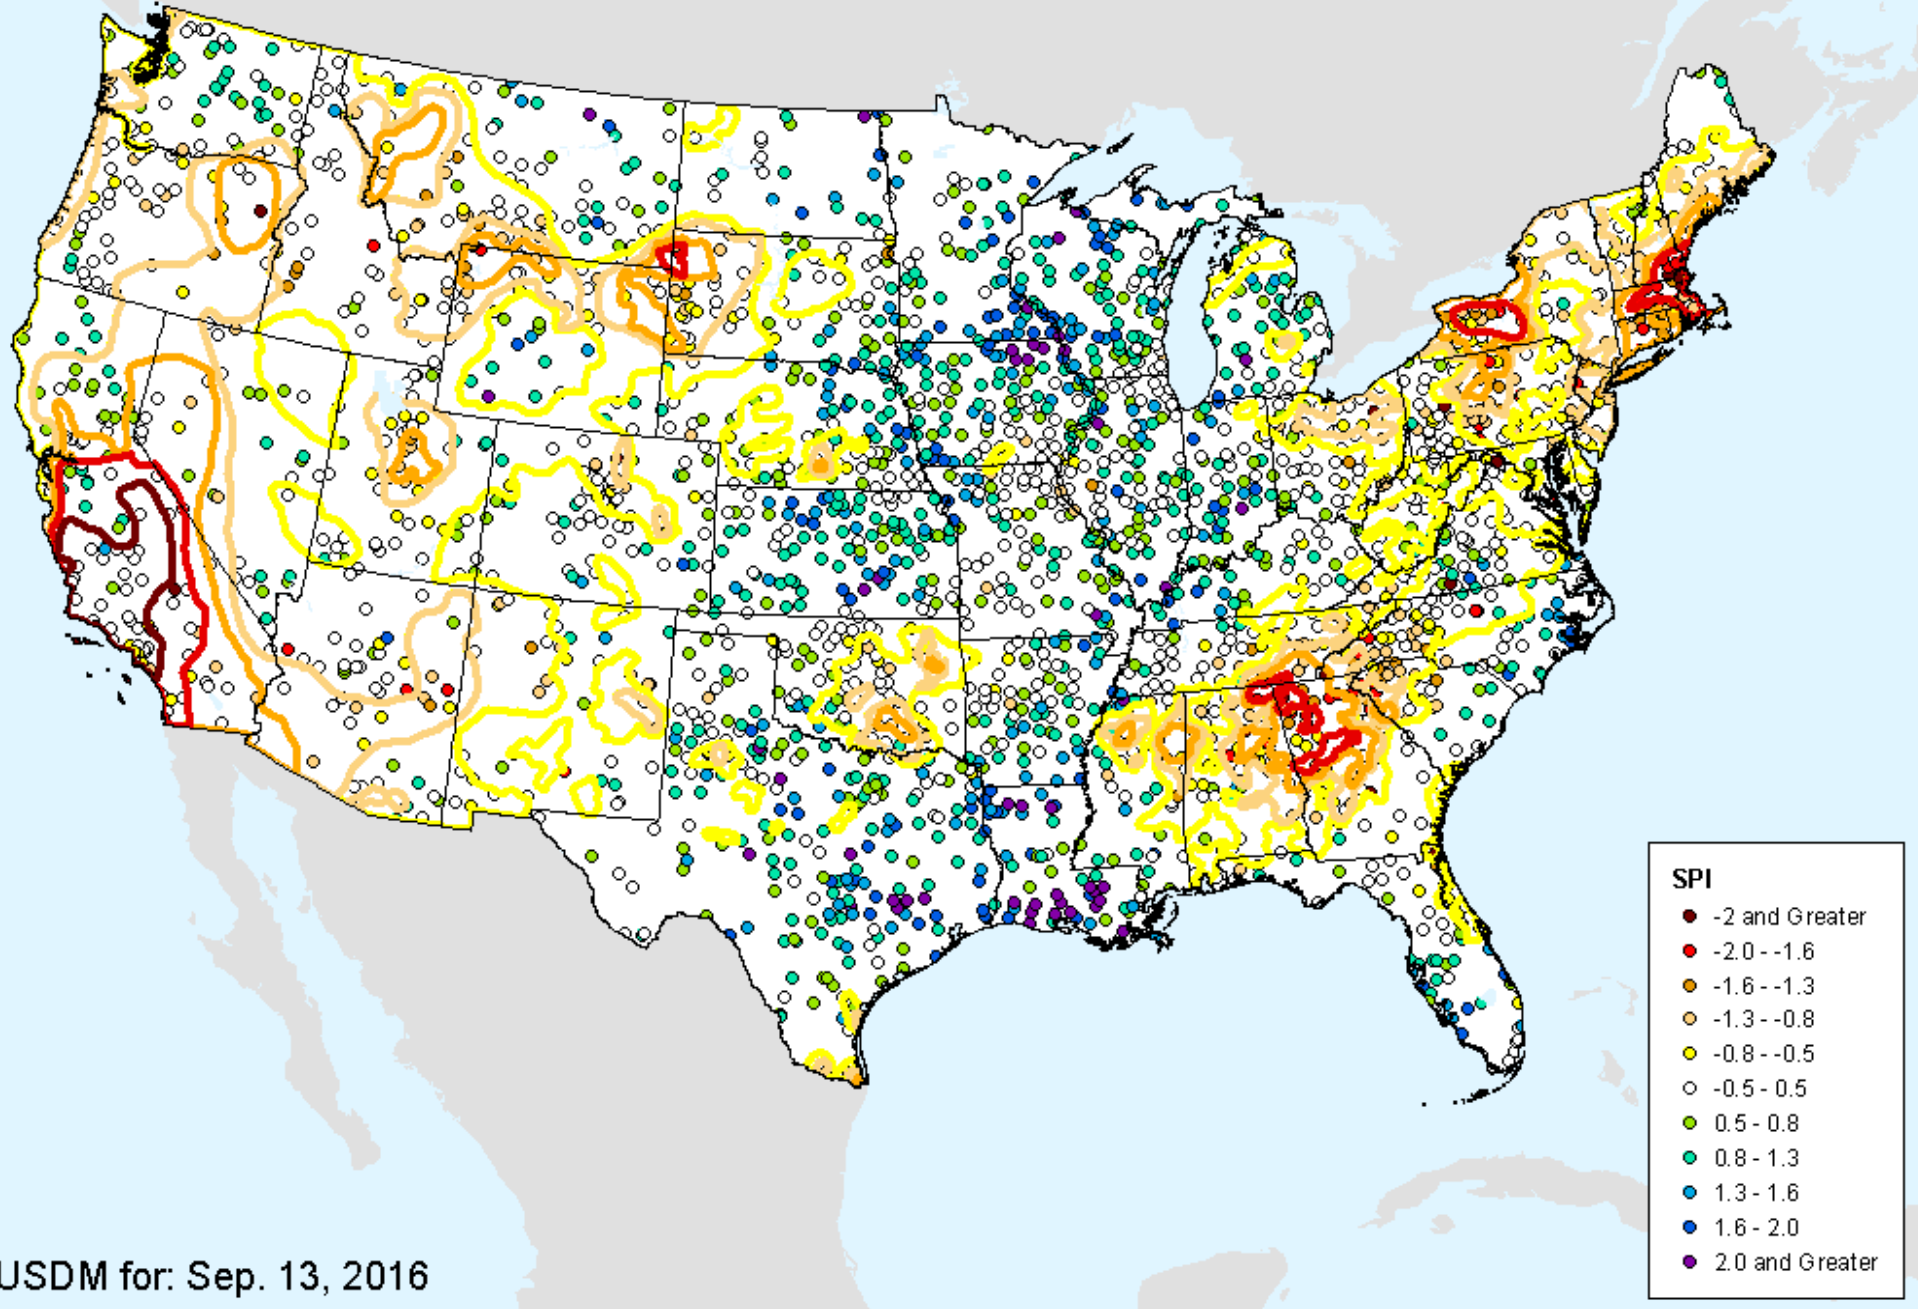 SPI
-2 and Greater
-2.0 - -1.6
-1.6 - -1.3
-1.3 - -0.8
-0.8 - -0.5
-0.5 - 0.5
0.5 - 0.8
0.8 - 1.3
1.3 - 1.6
1.6 - 2.0
2.0 and Greater
USDM for: Sep. 13, 2016